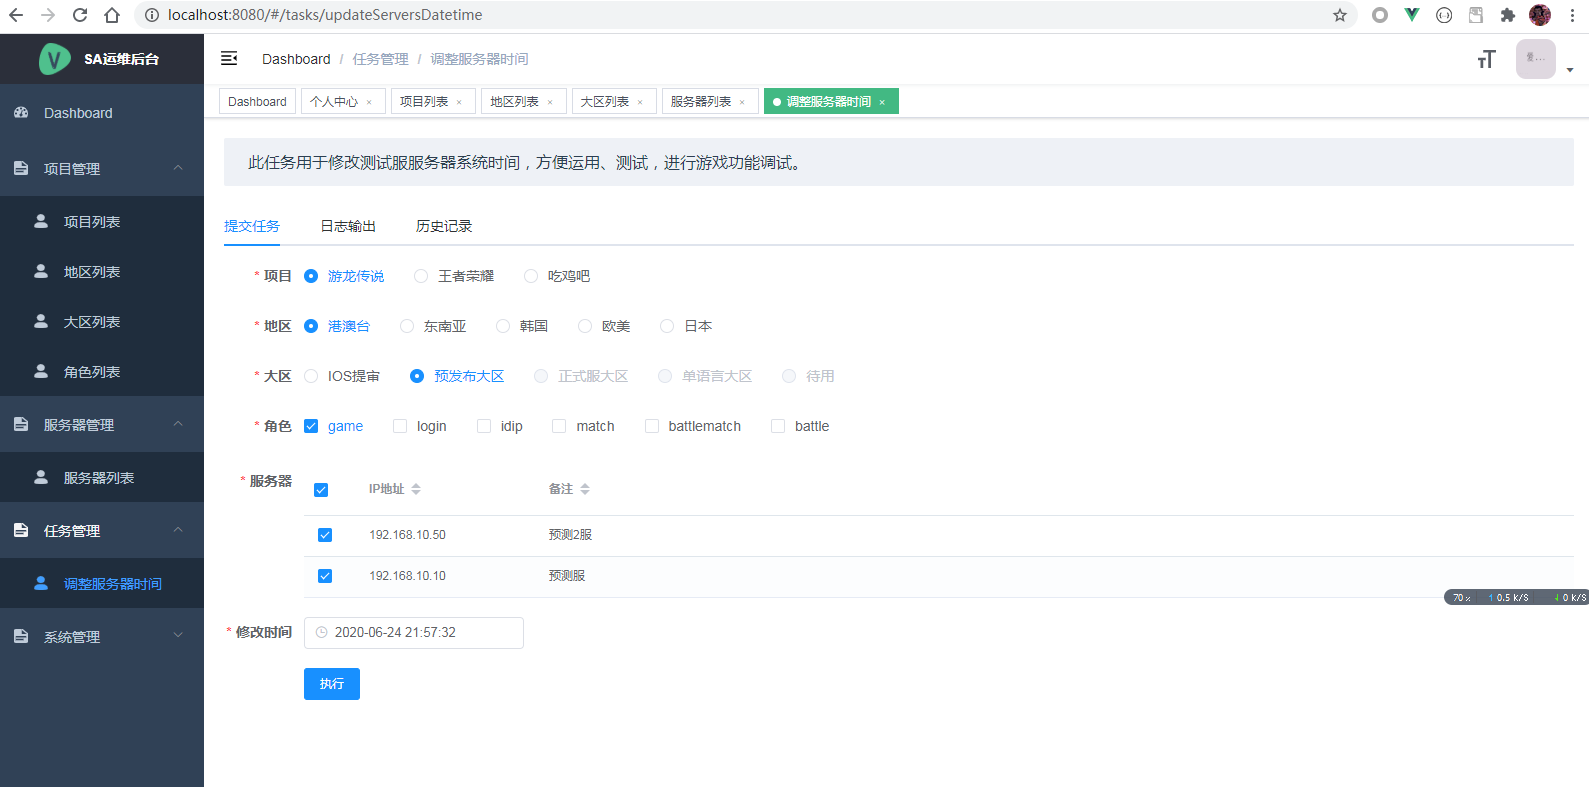 localhost:8080/#/tasks/updateServersDatetime
V SA运维后台
Dashboard / 任务管理 / 调整服务器时间
Dashboard 个人中心 × 项目列表 × 地区列表 × 大区列表 × 服务器列表 × 调整服务器时间 ×
Dashboard
项目管理
项目列表
地区列表
大区列表
角色列表
服务器管理
服务器列表
任务管理
调整服务器时间
系统管理
此任务用于修改测试服服务器系统时间，方便运用、测试，进行游戏功能调试。
提交任务 日志输出 历史记录
* 项目 游龙传说 王者荣耀 吃鸡吧
* 地区 港澳台 东南亚 韩国 欧美 日本
* 大区 IOS提审 预发布大区 正式服大区 单语言大区 待用
* 角色 game login idip match battlematch battle
* 服务器 IP地址 备注
192.168.10.50 预测2服
192.168.10.10 预测服
70% ↑ 0.5 K/S ↓ 0 K/S
* 修改时间 2020-06-24 21:57:32
执行